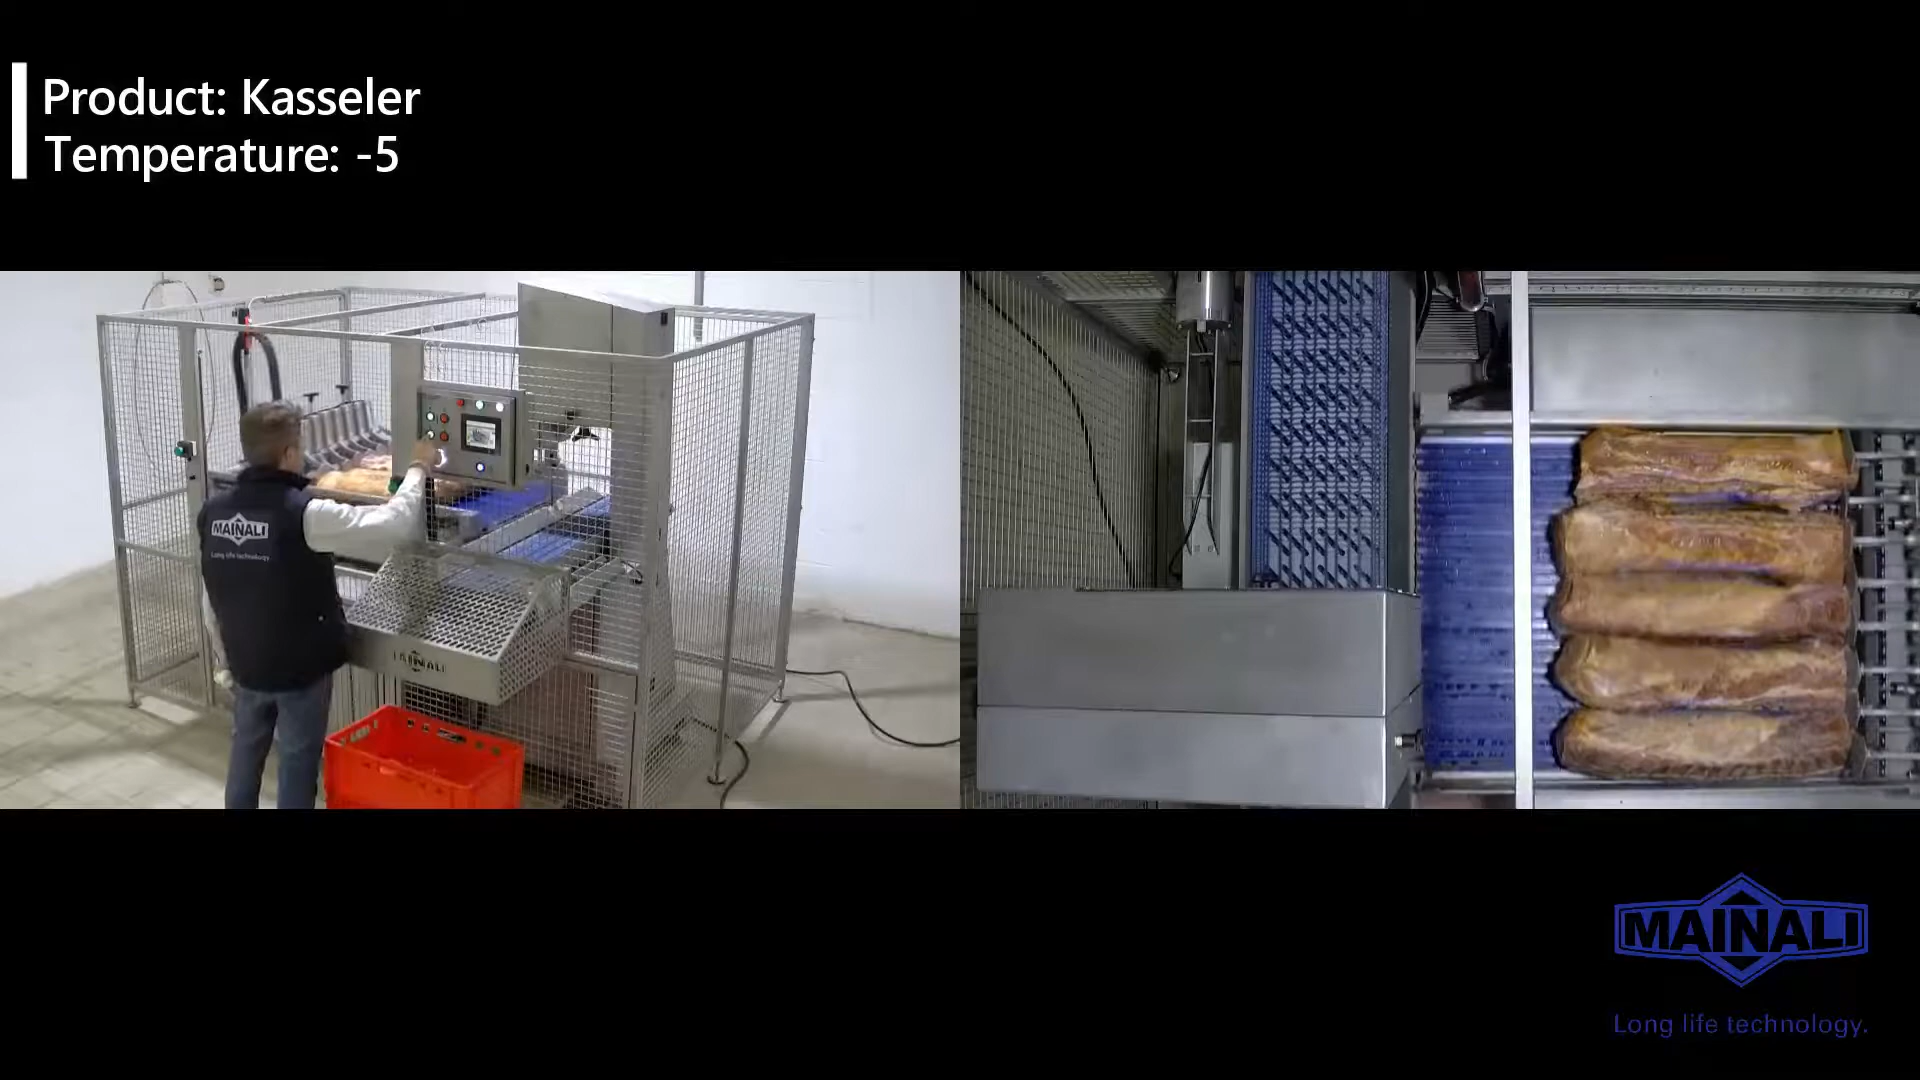 Product: Kasseler
Temperature: -5
MAINALI
Long life technology.
MAINALI
MAINALI
Long life technology.